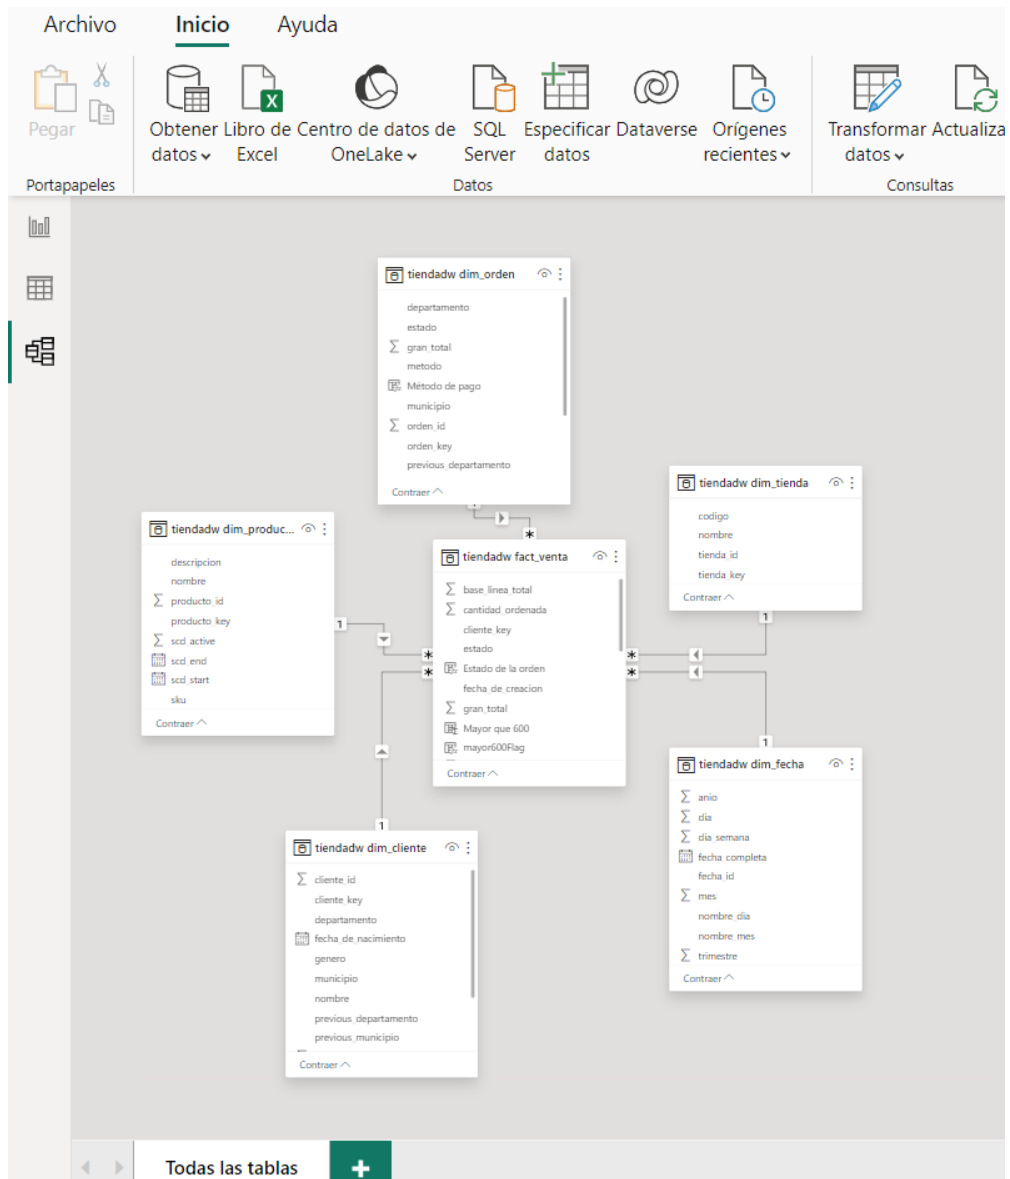 Archivo Inicio Ayuda
Pegar
Obtener datos
Libro de Excel
Centro de datos de OneLake
SQL Server
Especificar datos
Dataverse
Orígenes recientes
Transformar datos
Actualiza
Portapapeles
Datos
Consultas
tiendadw dim_orden
departamento
estado
gran_total
metodo
Método de pago
municipio
orden_id
orden_key
previous_departamento
Contraer
tiendadw dim_tienda
codigo
nombre
tienda_id
tienda_key
Contraer
1
tiendadw dim_produc...
descripcion
nombre
producto_id
producto_key
scd_active
scd_end
scd_start
sku
Contraer
1
*
tiendadw fact_venta
base_linea_total
cantidad_ordenada
cliente_key
estado
Estado de la orden
fecha_de_creacion
gran_total
Mayor que 600
mayor600Flag
Contraer
*
*
*
*
1
tiendadw dim_fecha
anio
dia
dia_semana
fecha_completa
fecha_id
mes
nombre_dia
nombre_mes
trimestre
Contraer
1
tiendadw dim_cliente
cliente_id
cliente_key
departamento
fecha_de_nacimiento
genero
municipio
nombre
previous_departamento
previous_municipio
Contraer
Todas las tablas
+